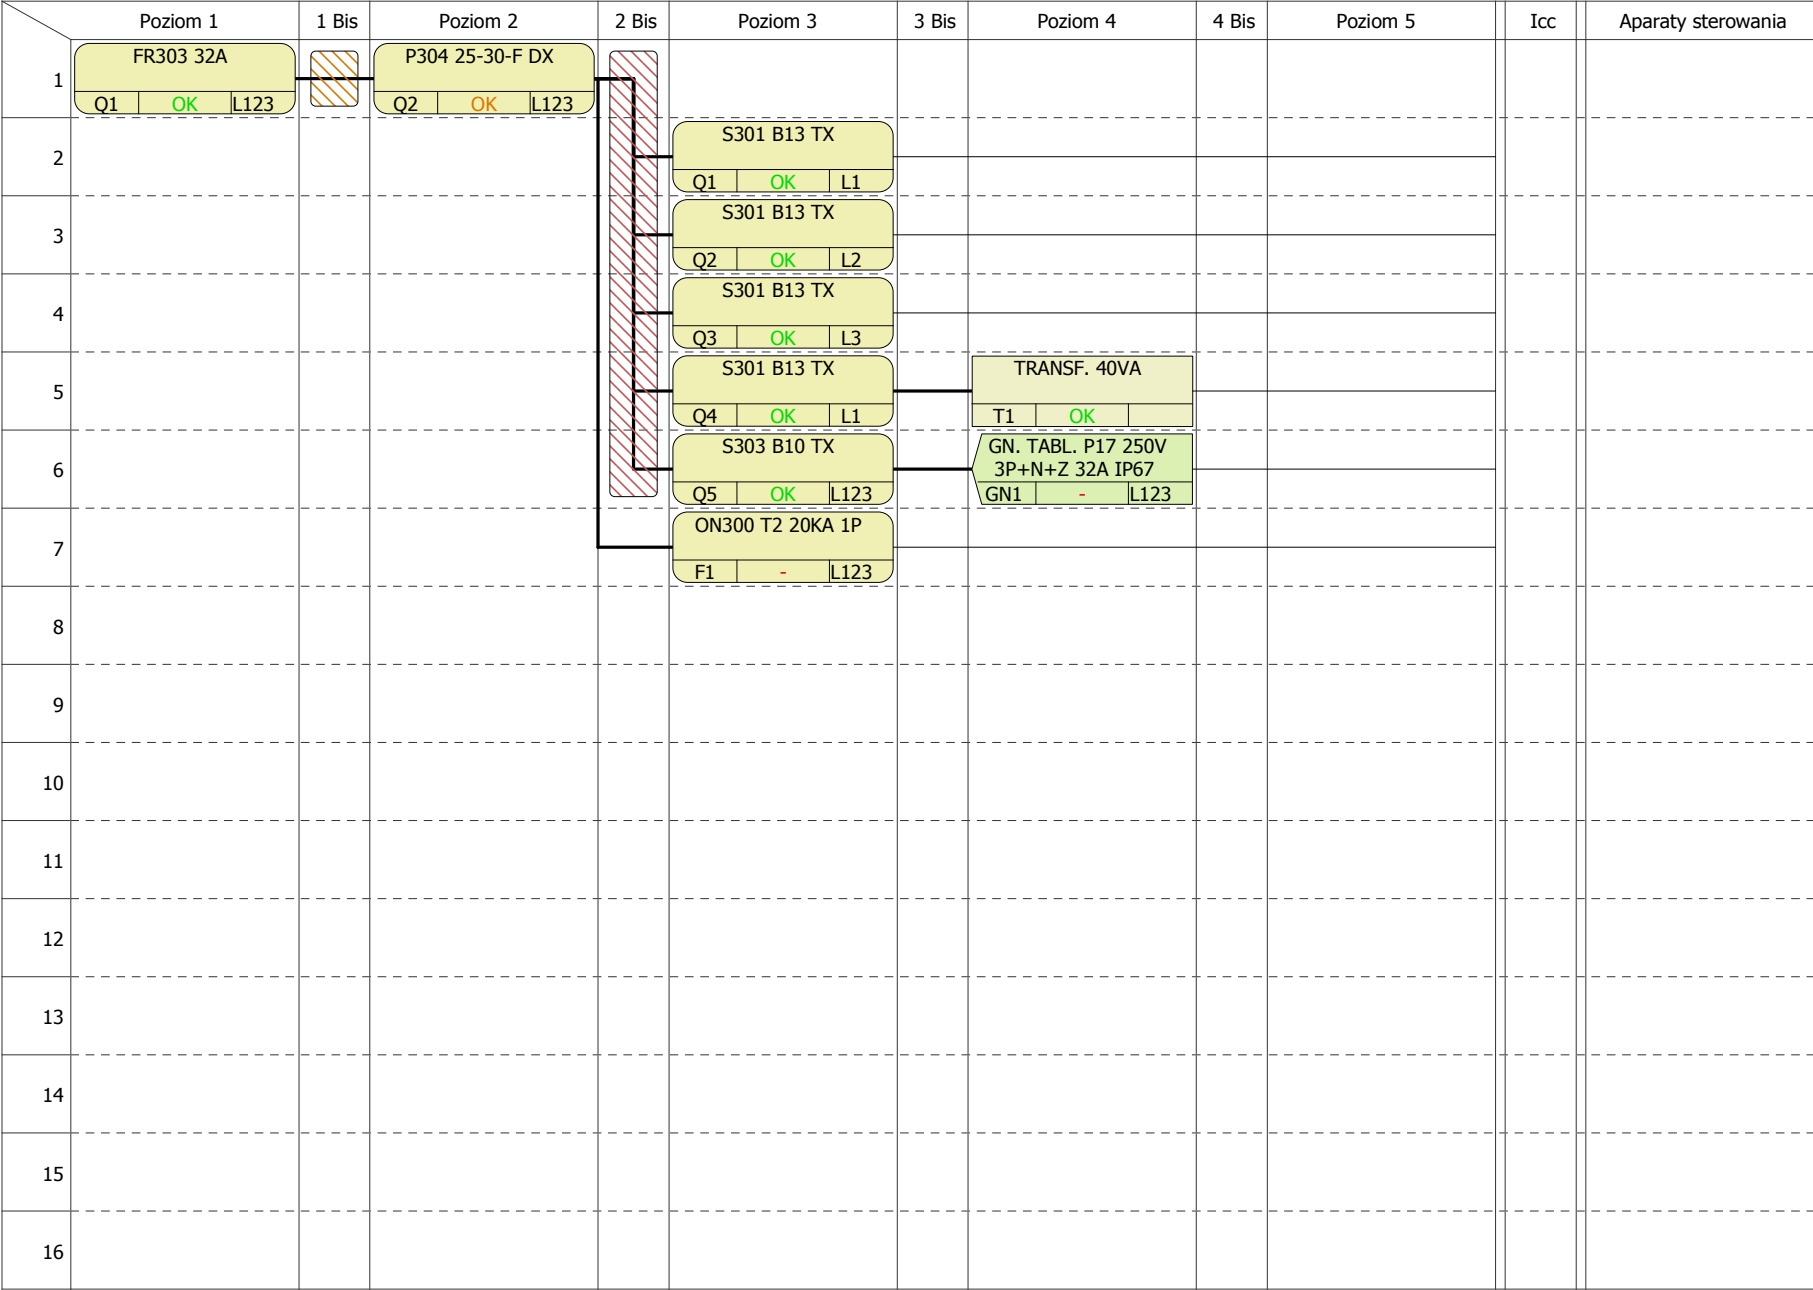 Poziom 1 1 Bis Poziom 2 2 Bis Poziom 3 3 Bis Poziom 4 4 Bis Poziom 5 Icc Aparaty sterowania
1
FR303 32A
Q1 OK L123
P304 25-30-F DX
Q2 OK L123
2
S301 B13 TX
Q1 OK L1
3
S301 B13 TX
Q2 OK L2
4
S301 B13 TX
Q3 OK L3
5
S301 B13 TX
Q4 OK L1
TRANSF. 40VA
T1 OK
6
S303 B10 TX
Q5 OK L123
GN. TABL. P17 250V
3P+N+Z 32A IP67
GN1 - L123
7
ON300 T2 20KA 1P
F1 - L123
8
9
10
11
12
13
14
15
16